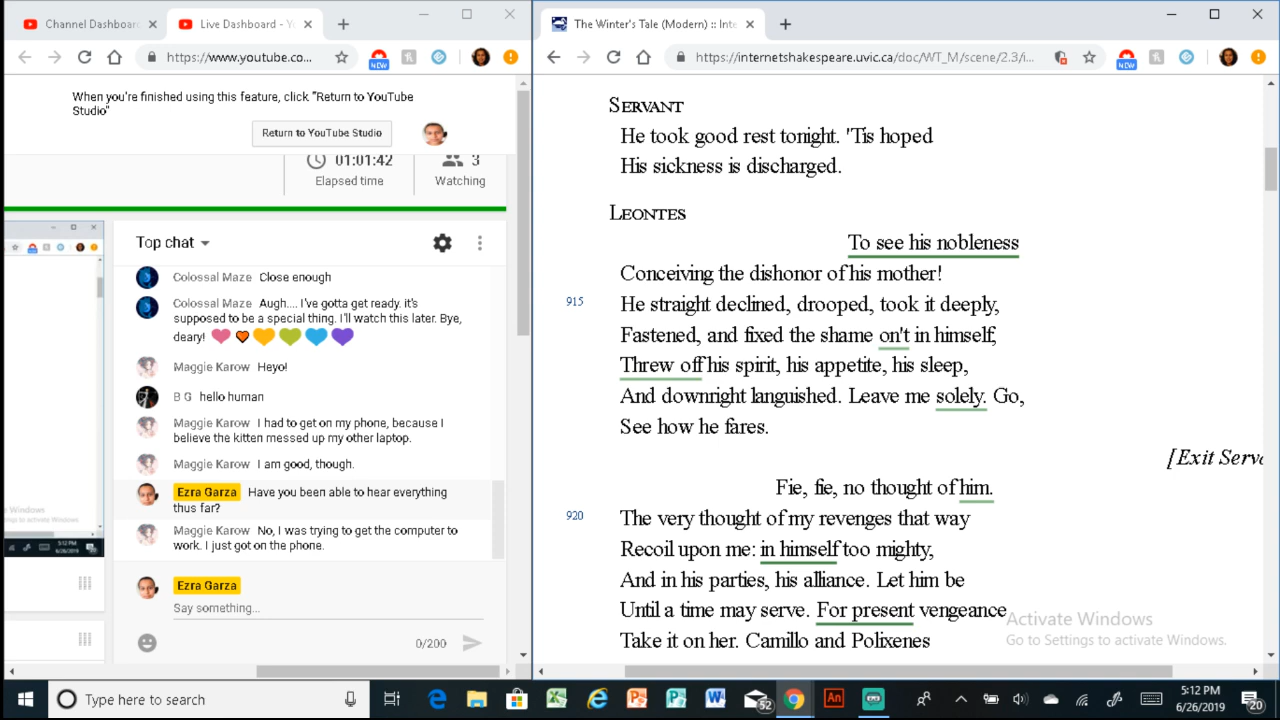 Channel Dashboard
Live Dashboard - Yo
https://www.youtube.co...
NEW
When you're finished using this feature, click "Return to YouTube
Studio"
Return to YouTube Studio
01:01:42
Elapsed time
3
Watching
Top chat
Colossal Maze Close enough
Colossal Maze Augh.... I've gotta get ready. it's
supposed to be a special thing. I'll watch this later. Bye,
deary!
Maggie Karow Heyo!
B G hello human
Maggie Karow I had to get on my phone, because I
believe the kitten messed up my other laptop.
Maggie Karow I am good, though.
Ezra Garza Have you been able to hear everything
thus far?
Maggie Karow No, I was trying to get the computer to
work. I just got on the phone.
Ezra Garza
Say something...
0/200
The Winter's Tale (Modern) :: Inte
https://internetshakespeare.uvic.ca/doc/WT_M/scene/2.3/i...
NEW
SERVANT
He took good rest tonight. 'Tis hoped
His sickness is discharged.
LEONTES
To see his nobleness
Conceiving the dishonor of his mother!
915 He straight declined, drooped, took it deeply,
Fastened, and fixed the shame on't in himself,
Threw off his spirit, his appetite, his sleep,
And downright languished. Leave me solely. Go,
See how he fares.
[Exit Serva
Fie, fie, no thought of him.
920 The very thought of my revenges that way
Recoil upon me: in himself too mighty,
And in his parties, his alliance. Let him be
Until a time may serve. For present vengeance
Take it on her. Camillo and Polixenes
Activate Windows
Go to Settings to activate Windows.
Type here to search
52
An
5:12 PM
6/26/2019
20